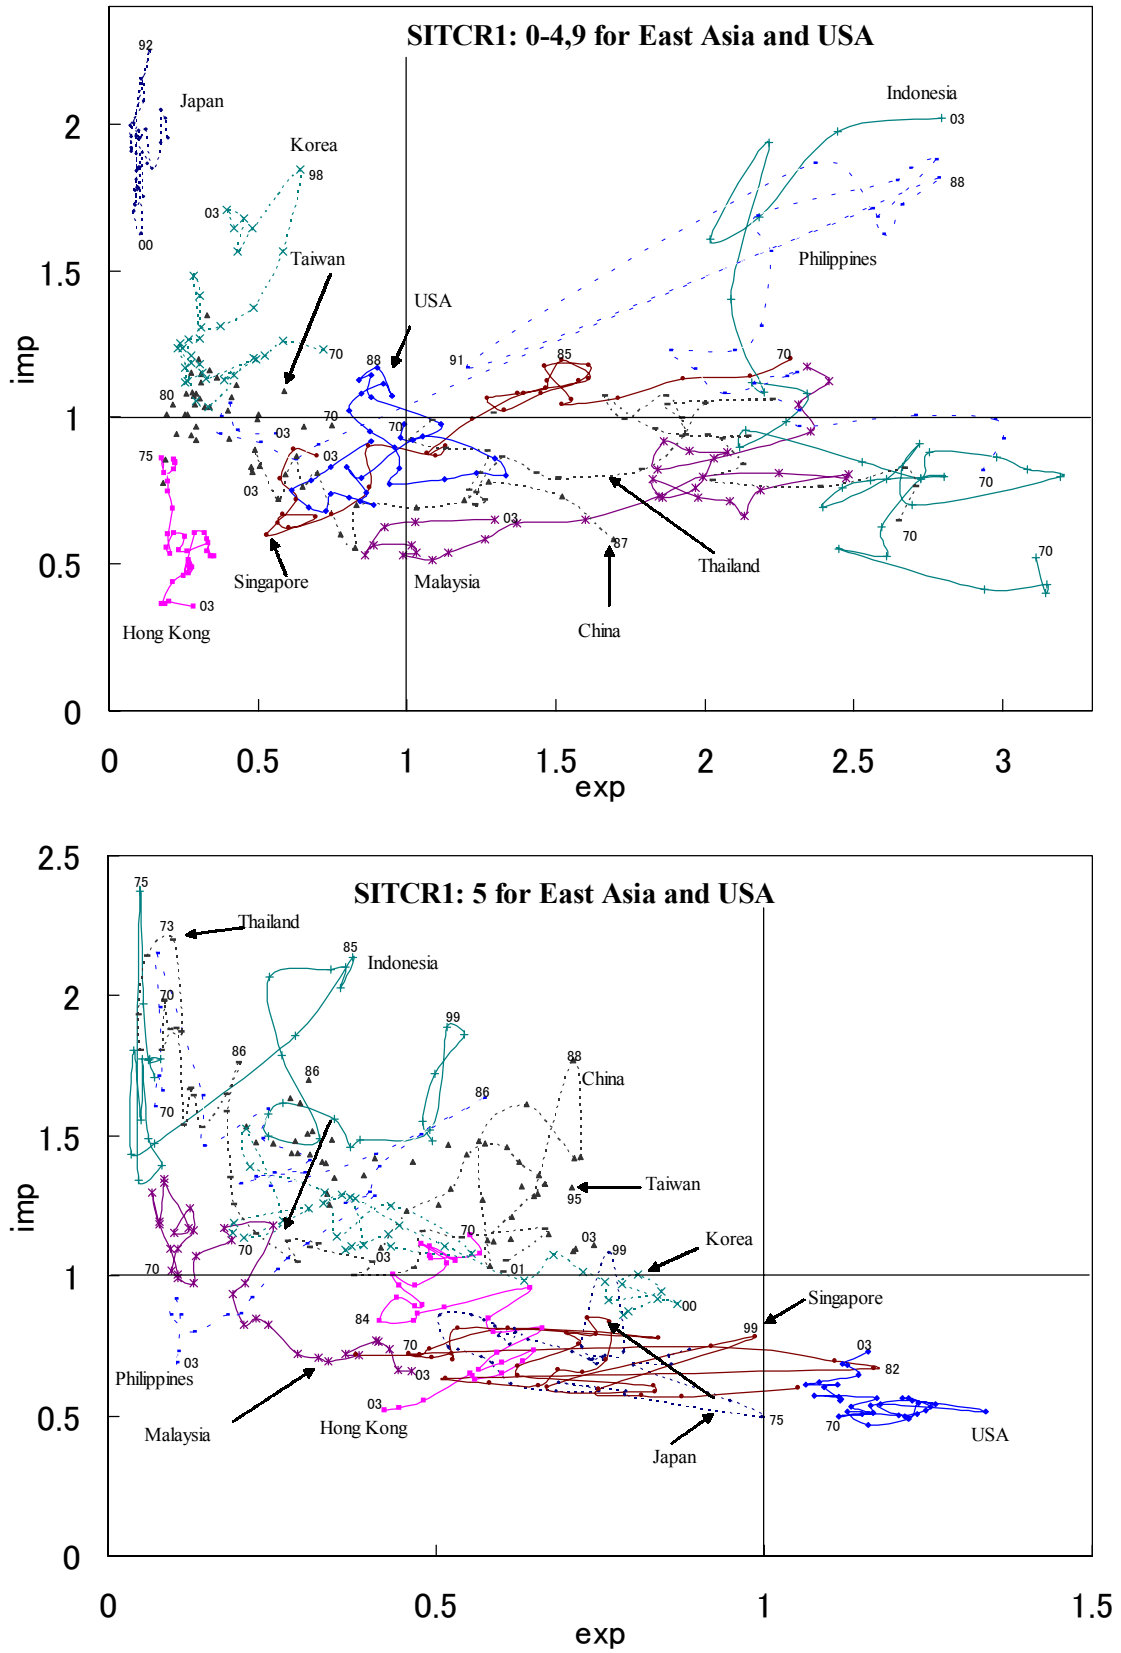 SITCR1: 0-4,9 for East Asia and USA
92
Japan
Indonesia
2
03
Korea
98
88
03
00
Taiwan
Philippines
1.5
USA
imp
70
88
91
85
70
80
1
70
70
03
75
03
70
03
70
03
87
70
0.5
Singapore
Malaysia
Thailand
03
Hong Kong
China
0
0
0.5
1
1.5
2
2.5
3
exp
2.5
75
SITCR1: 5 for East Asia and USA
73
Thailand
85
Indonesia
2
70
99
86
86
88
China
86
70
1.5
imp
Taiwan
95
70
Korea
70
03
03
99
70
01
1
00
Singapore
84
70
03
82
03
03
Philippines
03
Hong Kong
70
75
0.5
Malaysia
USA
Japan
0
0
0.5
1
1.5
exp